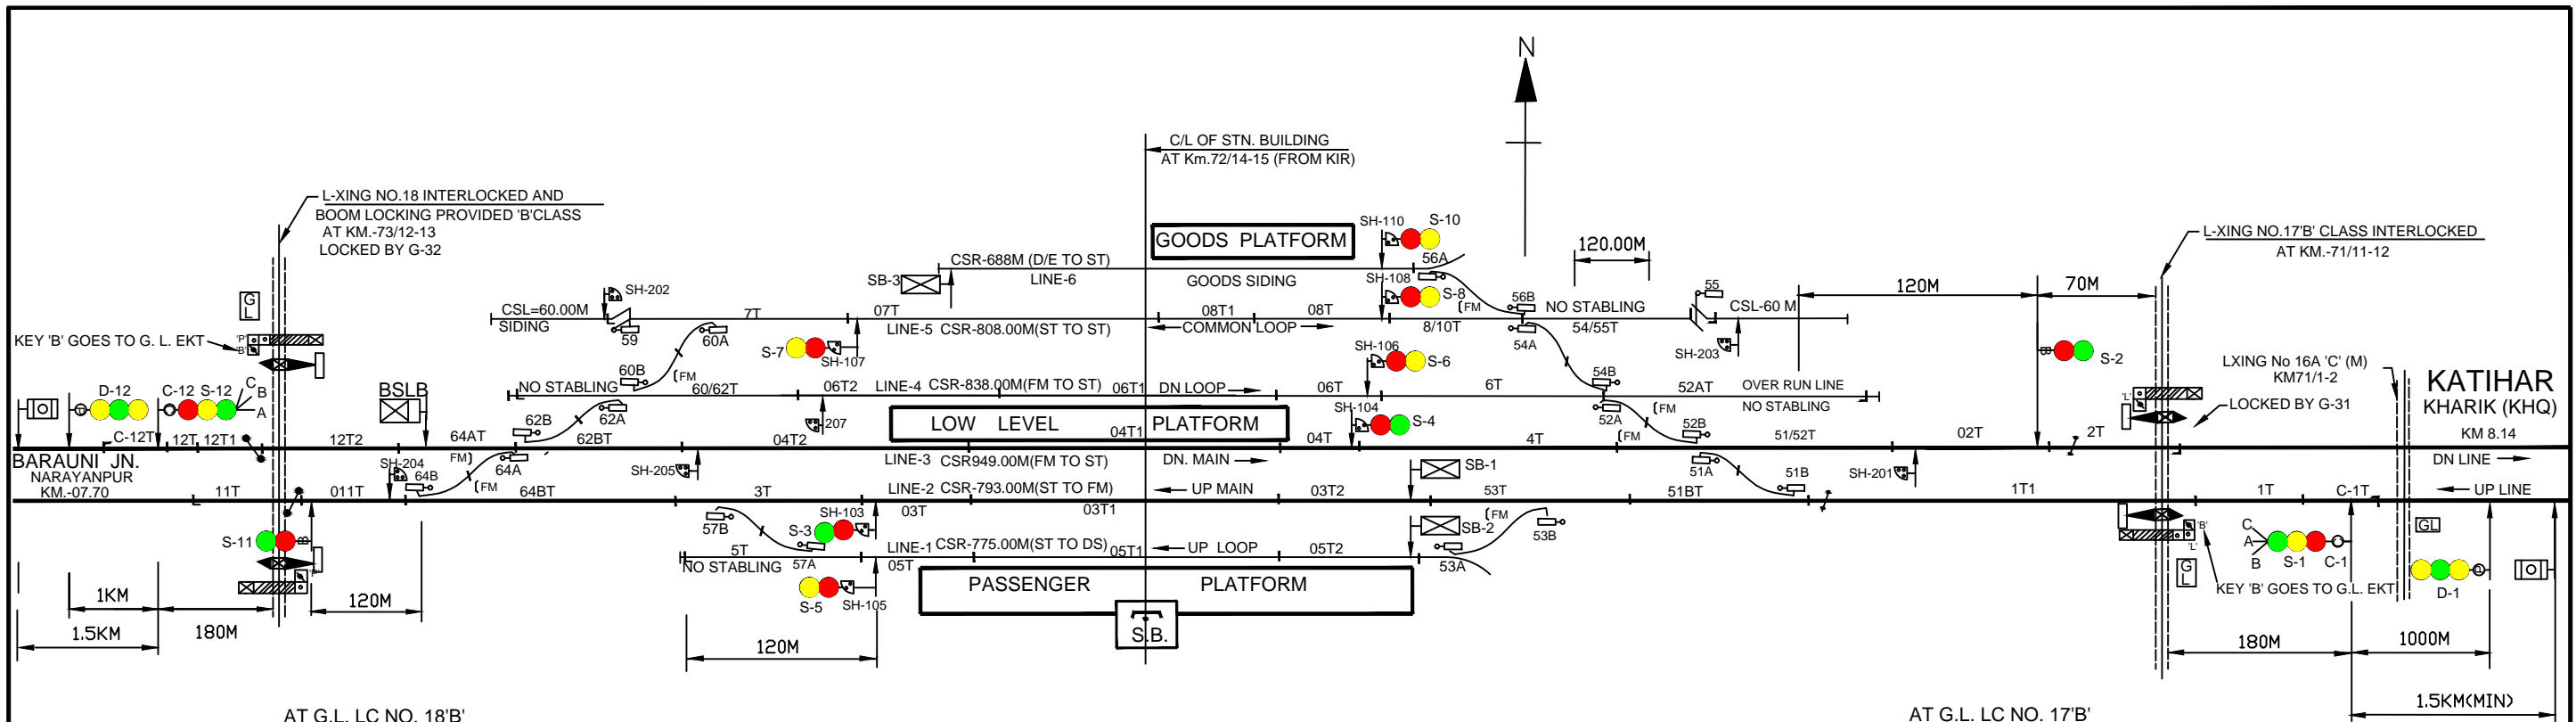 N
C/L OF STN. BUILDING
AT Km.72/14-15 (FROM KIR)
L-XING NO.18 INTERLOCKED AND
BOOM LOCKING PROVIDED 'B'CLASS
AT KM.-73/12-13
LOCKED BY G-32
L-XING NO.17'B' CLASS INTERLOCKED
AT KM.-71/11-12
GOODS PLATFORM
SH-110 S-10
120.00M
CSR-688M (D/E TO ST)
56A
SB-3
LINE-6
GOODS SIDING
SH-108
S-8
(FM
56B
NO STABLING
55
120M
70M
G
L
SH-202
CSL=60.00M
SIDING
7T
07T
08T1
08T
CSL-60 M
59
60A
LINE-5 CSR-808.00M(ST TO ST)
COMMON LOOP
8/10T
54/55T
54A
KEY 'B' GOES TO G. L. EKT
'P'
'B'
S-7
SH-107
SH-106
S-6
SH-203
B
S-2
LXING No 16A 'C' (M)
KM71/1-2
KATIHAR
KHARIK (KHQ)
60B
(FM
NO STABLING
60/62T
06T2
LINE-4 CSR-838.00M(FM TO ST)
06T1
DN LOOP
06T
6T
54B
52AT
OVER RUN LINE
NO STABLING
'L'
LOCKED BY G-31
D-12
C-12 S-12
C
B
A
BSLB
62B
62A
207
LOW LEVEL PLATFORM
SH-104
S-4
52A
(FM
52B
C-12T
12T
12T1
12T2
64AT
62BT
04T2
04T1
04T
4T
(FM
51/52T
02T
2T
KM 8.14
BARAUNI JN.
NARAYANPUR
KM.-07.70
SH-204
64B
FM)
64A
(FM
SH-205
LINE-3 CSR949.00M(FM TO ST)
DN. MAIN
SB-1
51A
51B
SH-201
DN LINE
11T
011T
64BT
3T
LINE-2 CSR-793.00M(ST TO FM)
UP MAIN
03T2
53T
51BT
1T1
1T
C-1T
UP LINE
03T
03T1
57B
S-3
SH-103
SB-2
(FM
53B
S-11
B
'P'
5T
57A
NO STABLING
LINE-1 CSR-775.00M(ST TO DS)
05T
05T1
UP LOOP
05T2
53A
'B'
'L'
C
A
B
S-1
C-1
GL
D-1
G
L
KEY 'B' GOES TO G.L. EKT
S-5
SH-105
PASSENGER PLATFORM
S.B.
1KM
120M
1.5KM
180M
120M
180M
1000M
1.5KM(MIN)
AT G.L. LC NO. 18'B'
AT G.L. LC NO. 17'B'